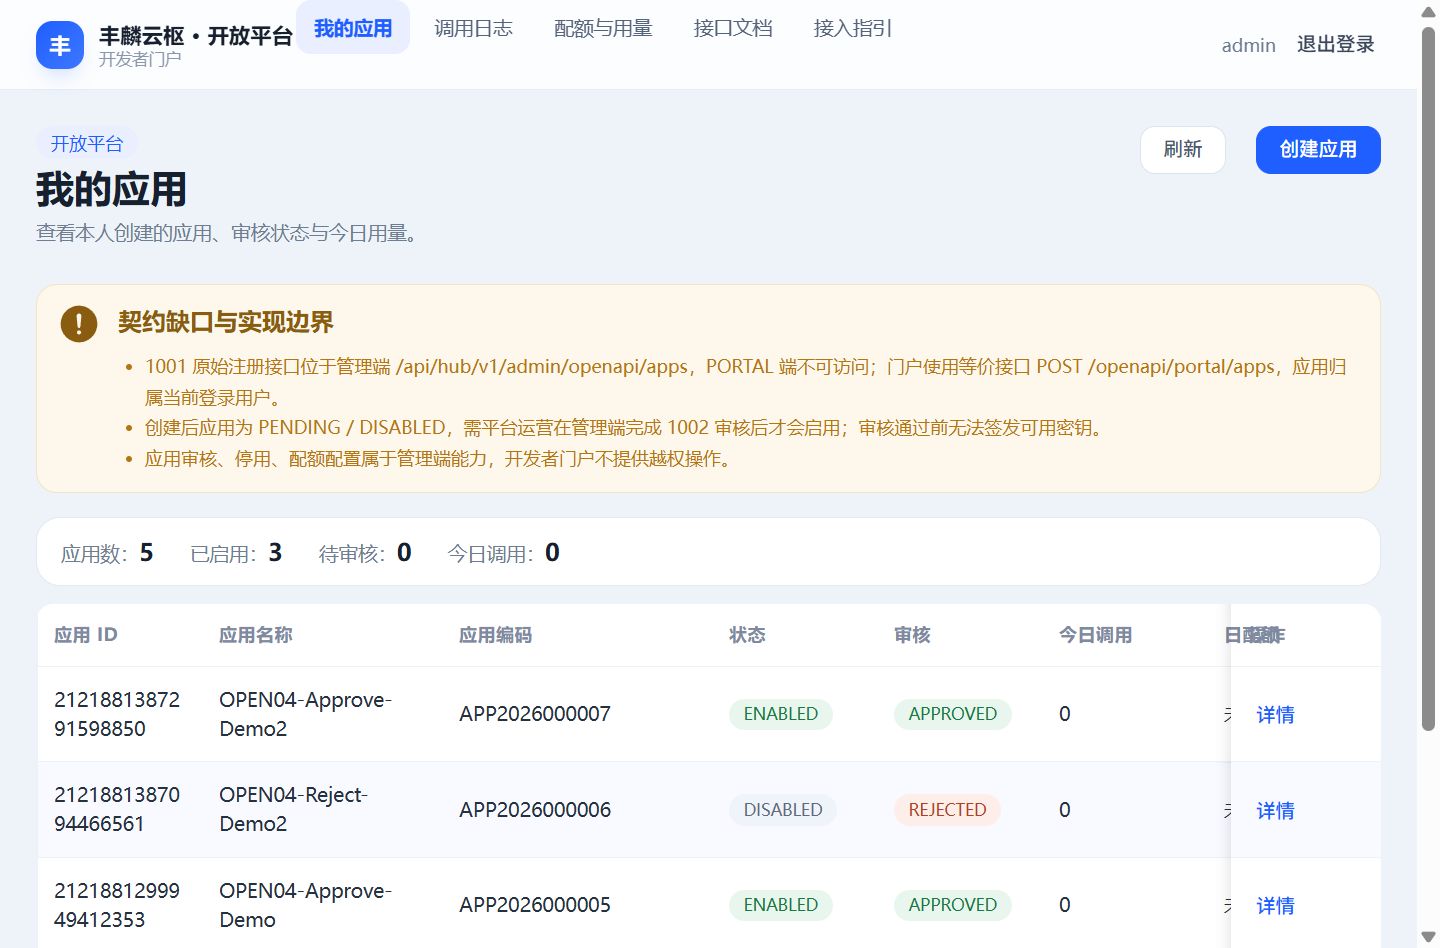 丰
丰麟云枢·开放平台
开发者门户
我的应用
调用日志
配额与用量
接口文档
接入指引
admin
退出登录
开放平台
我的应用
查看本人创建的应用、审核状态与今日用量。
刷新
创建应用
契约缺口与实现边界
1001 原始注册接口位于管理端 /api/hub/v1/admin/openapi/apps，PORTAL 端不可访问；门户使用等价接口 POST /openapi/portal/apps，应用归
属当前登录用户。
创建后应用为 PENDING / DISABLED，需平台运营在管理端完成 1002 审核后才会启用；审核通过前无法签发可用密钥。
应用审核、停用、配额配置属于管理端能力，开发者门户不提供越权操作。
应用数：5
已启用：3
待审核：0
今日调用：0
应用 ID
应用名称
应用编码
状态
审核
今日调用
日配额
操作
21218813872
91598850
OPEN04-Approve-
Demo2
APP2026000007
ENABLED
APPROVED
0
详情
21218813870
94466561
OPEN04-Reject-
Demo2
APP2026000006
DISABLED
REJECTED
0
详情
21218812999
49412353
OPEN04-Approve-
Demo
APP2026000005
ENABLED
APPROVED
0
详情